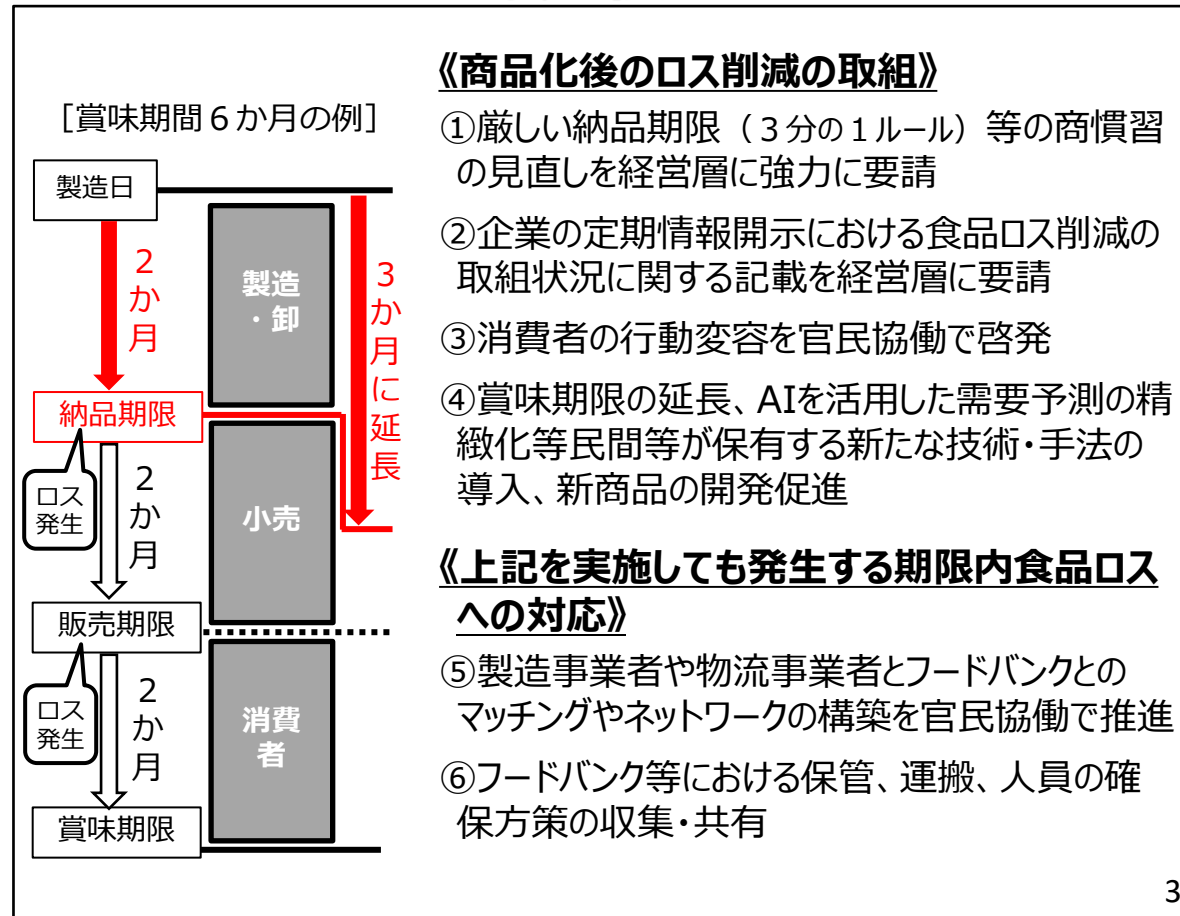 ［賞味期間６か月の例］
製造日
２か月
納品期限
ロス
発生
２か月
販売期限
ロス
発生
２か月
賞味期限
製造
・卸
小売
消費
者
３か月に延長
《商品化後のロス削減の取組》
①厳しい納品期限（３分の１ルール）等の商慣習
の見直しを経営層に強力に要請
②企業の定期情報開示における食品ロス削減の
取組状況に関する記載を経営層に要請
③消費者の行動変容を官民協働で啓発
④賞味期限の延長、AIを活用した需要予測の精
緻化等民間等が保有する新たな技術・手法の
導入、新商品の開発促進
《上記を実施しても発生する期限内食品ロス
への対応》
⑤製造事業者や物流事業者とフードバンクとの
マッチングやネットワークの構築を官民協働で推進
⑥フードバンク等における保管、運搬、人員の確
保方策の収集・共有
3